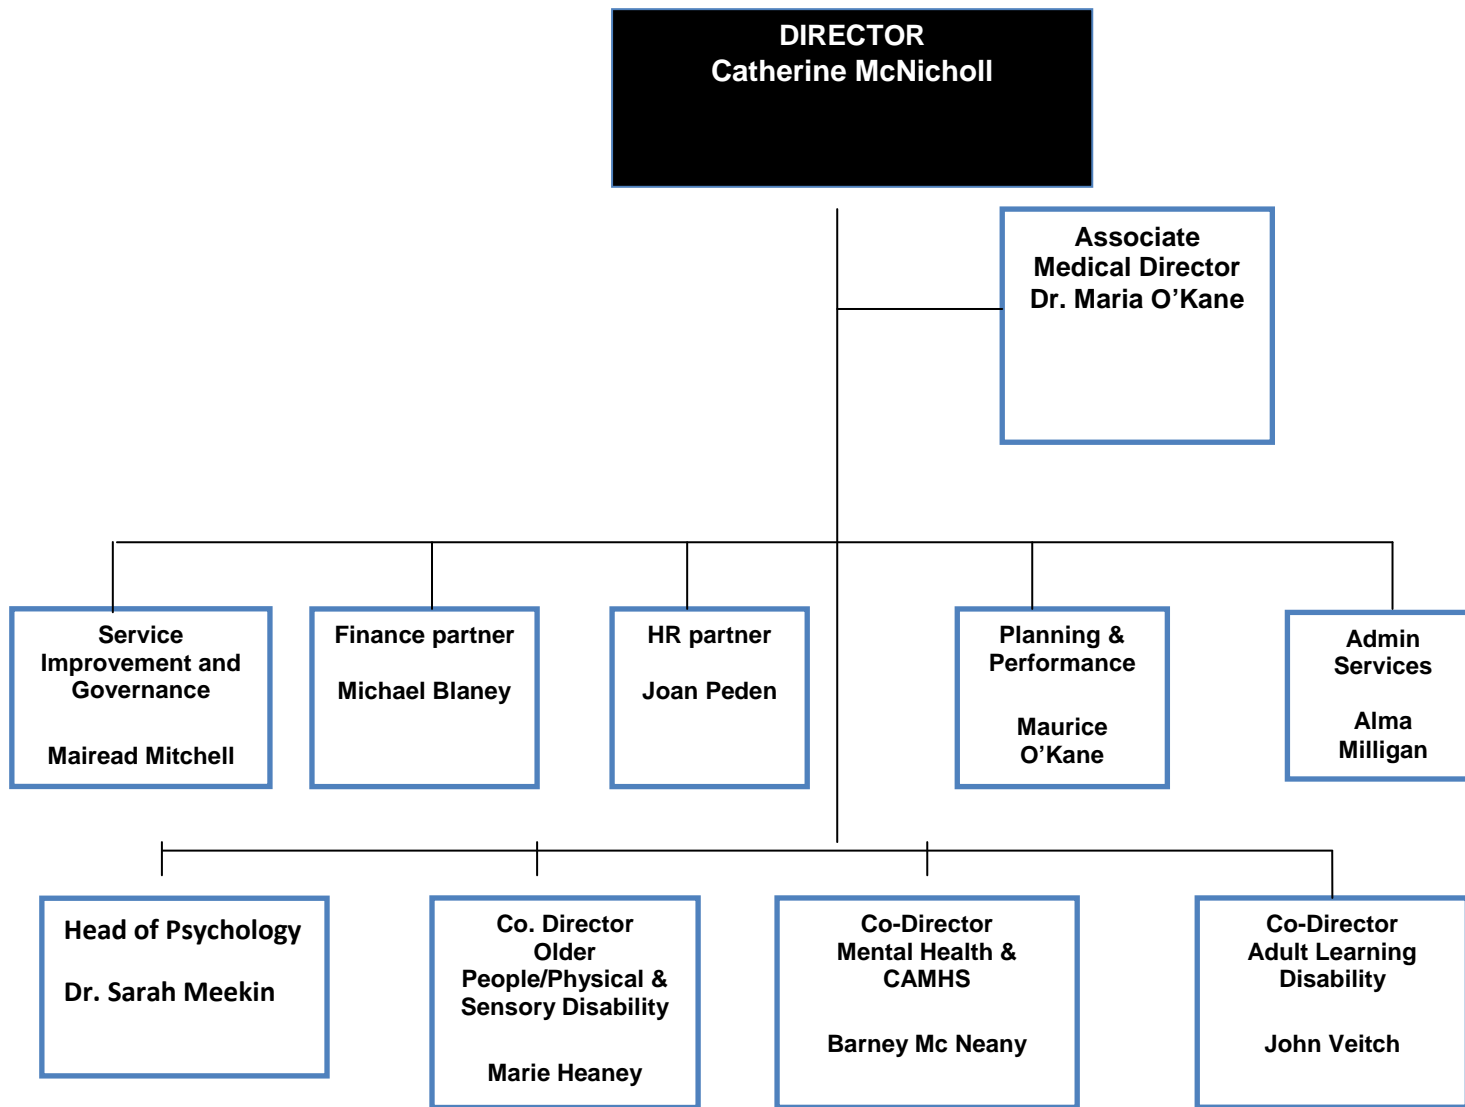 DIRECTOR
Catherine McNicholl
Associate
Medical Director
Dr. Maria O’Kane
Service
Improvement and
Governance
Mairead Mitchell
Finance partner
Michael Blaney
HR partner
Joan Peden
Planning &
Performance
Maurice
O’Kane
Admin
Services
Alma
Milligan
Head of Psychology
Dr. Sarah Meekin
Co. Director
Older
People/Physical &
Sensory Disability
Marie Heaney
Co-Director
Mental Health &
CAMHS
Barney Mc Neany
Co-Director
Adult Learning
Disability
John Veitch